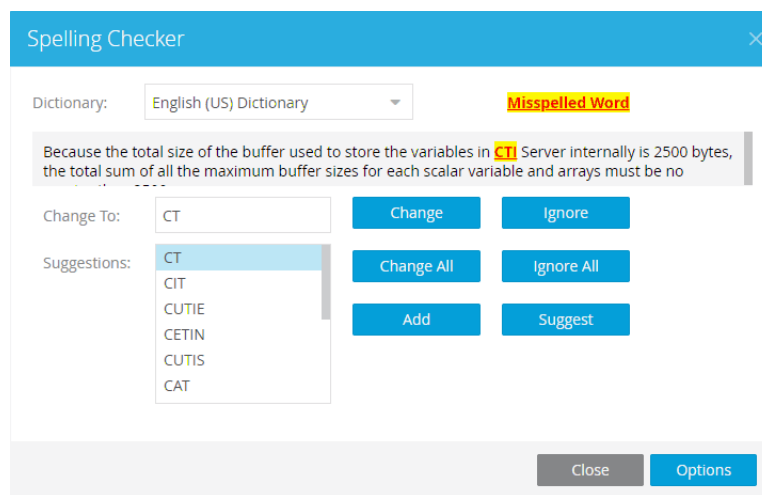 Spelling Checker
Dictionary: English (US) Dictionary Misspelled Word
Because the total size of the buffer used to store the variables in CTI Server internally is 2500 bytes,
the total sum of all the maximum buffer sizes for each scalar variable and arrays must be no
Change To: CT Change Ignore
Suggestions: CT Change All Ignore All
CIT
CUTIE Add Suggest
CETIN
CUTIS
CAT
Close Options